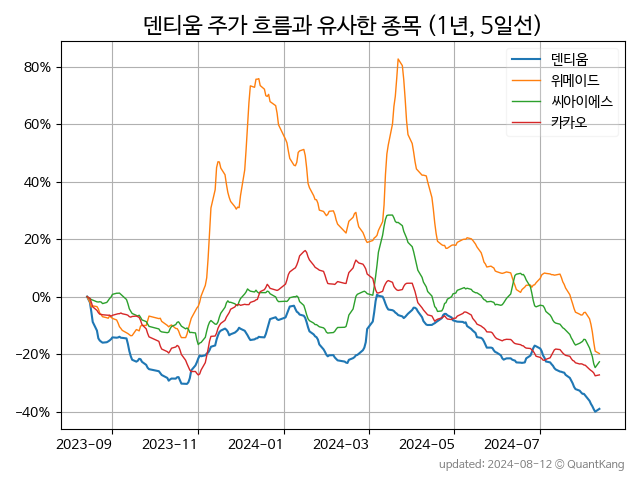 덴티움 주가 흐름과 유사한 종목 (1년, 5일선)
덴티움
위메이드
씨아이에스
카카오
80%
60%
40%
20%
0%
−20%
−40%
2023-09
2023-11
2024-01
2024-03
2024-05
2024-07
updated: 2024-08-12 © QuantKang